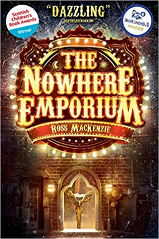 "DAZZLING"
Scottish
Children's
Book Awards
Winner
THE
NOWHERE
EMPORIUM
ROSS MACKENZIE